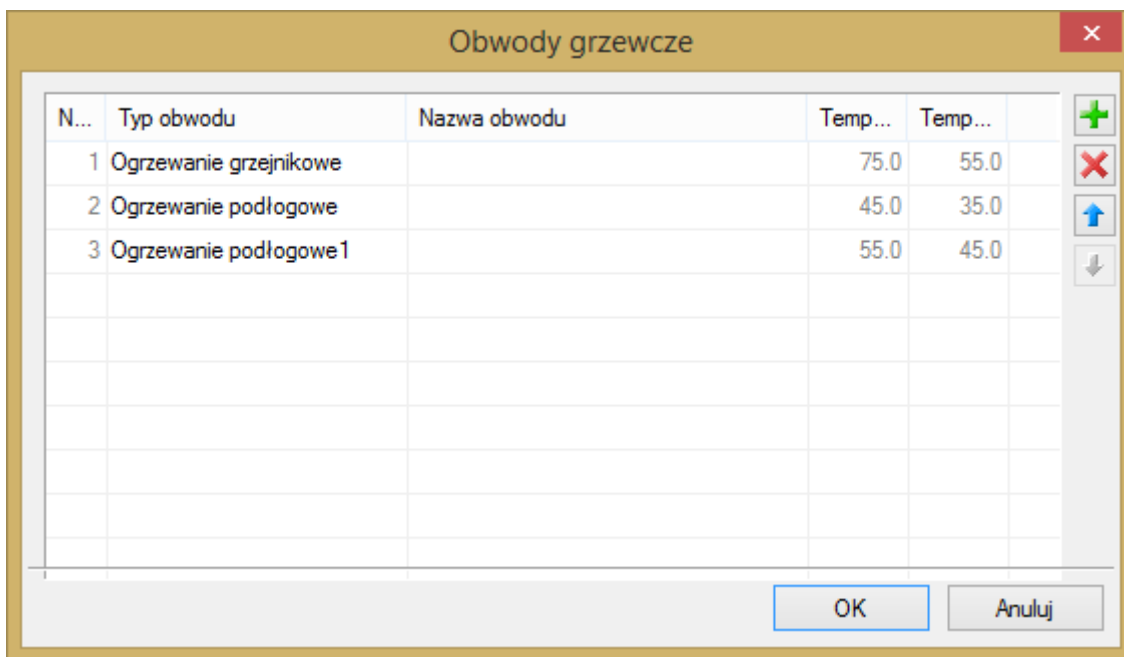 Obwody grzewcze
N... Typ obwodu Nazwa obwodu Temp... Temp...
1 Ogrzewanie grzejnikowe 75.0 55.0
2 Ogrzewanie podłogowe 45.0 35.0
3 Ogrzewanie podłogowe1 55.0 45.0
OK Anuluj